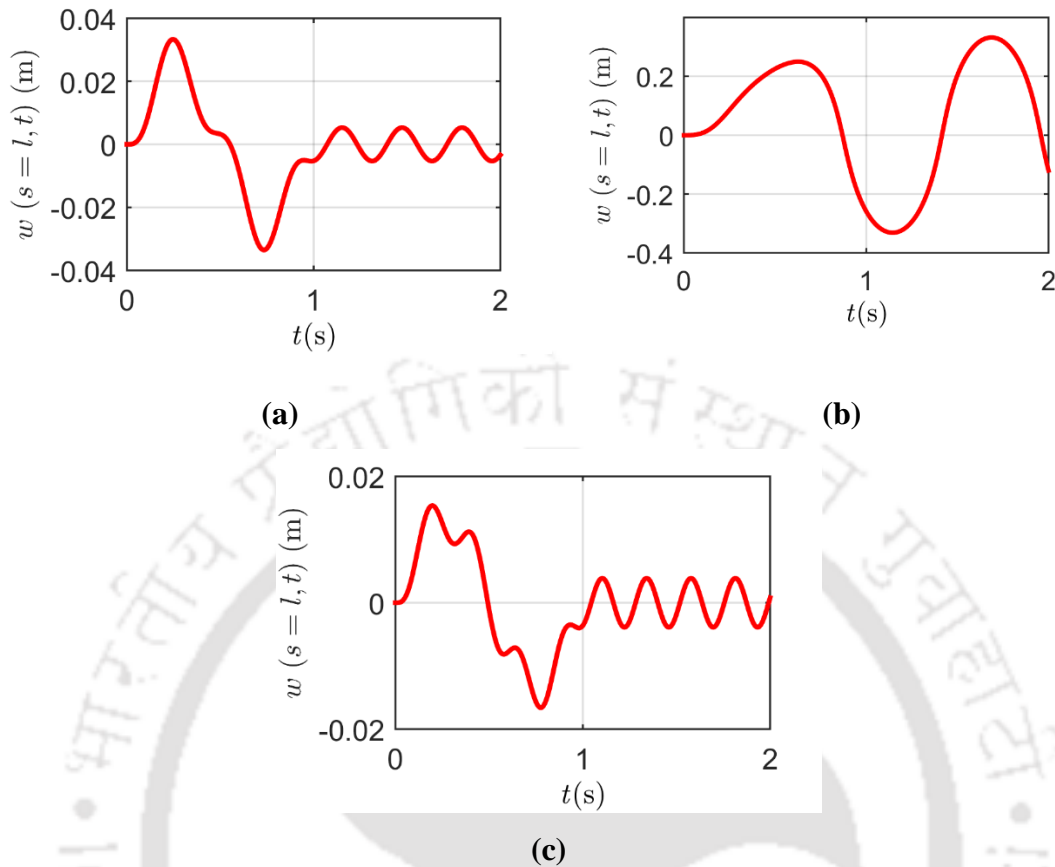 0.04
0.02
0
-0.02
-0.04
w (s = l, t) (m)
0 1 2
t(s)
(a)
0.2
0
-0.2
-0.4
w (s = l, t) (m)
0 1 2
t(s)
(b)
0.02
0
-0.02
w (s = l, t) (m)
0 1 2
t(s)
(c)